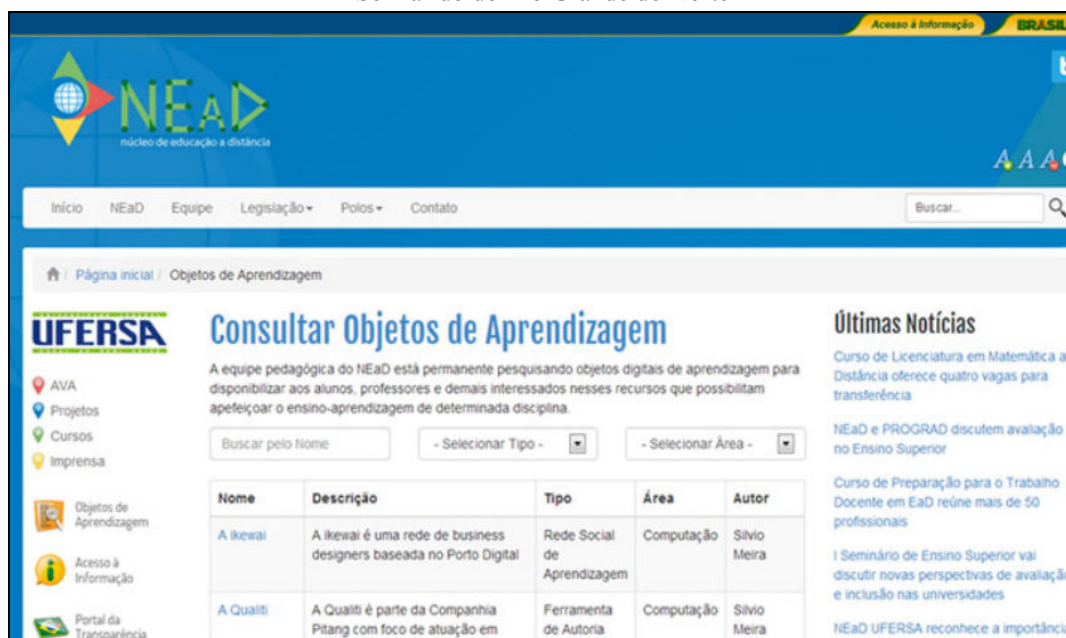 Acesso à Informação
BRASIL
NEaD
núcleo de educação a distância
A A A
Início NEaD Equipe Legislação Polos Contato
Buscar...
Página inicial / Objetos de Aprendizagem
UFERSA
AVA
Projetos
Cursos
Imprensa
Objetos de
Aprendizagem
Acesso à
Informação
Portal da
Transparência
Consultar Objetos de Aprendizagem
A equipe pedagógica do NEaD está permanente pesquisando objetos digitais de aprendizagem para
disponibilizar aos alunos, professores e demais interessados nesses recursos que possibilitam
apefeiçoar o ensino-aprendizagem de determinada disciplina.
Buscar pelo Nome
- Selecionar Tipo -
- Selecionar Área -
Nome Descrição Tipo Área Autor
A ikewai A ikewai é uma rede de business Rede Social Computação Silvio
designers baseada no Porto Digital de Meira
Aprendizagem
A Qualiti A Qualiti é parte da Companhia Ferramenta Computação Silvio
Pitang com foco de atuação em de Autoria Meira
Últimas Notícias
Curso de Licenciatura em Matemática a
Distância oferece quatro vagas para
transferência
NEaD e PROGRAD discutem avaliação
no Ensino Superior
Curso de Preparação para o Trabalho
Docente em EaD reúne mais de 50
profissionais
I Seminário de Ensino Superior vai
discutir novas perspectivas de avaliação
e inclusão nas universidades
NEaD UFERSA reconhece a importância